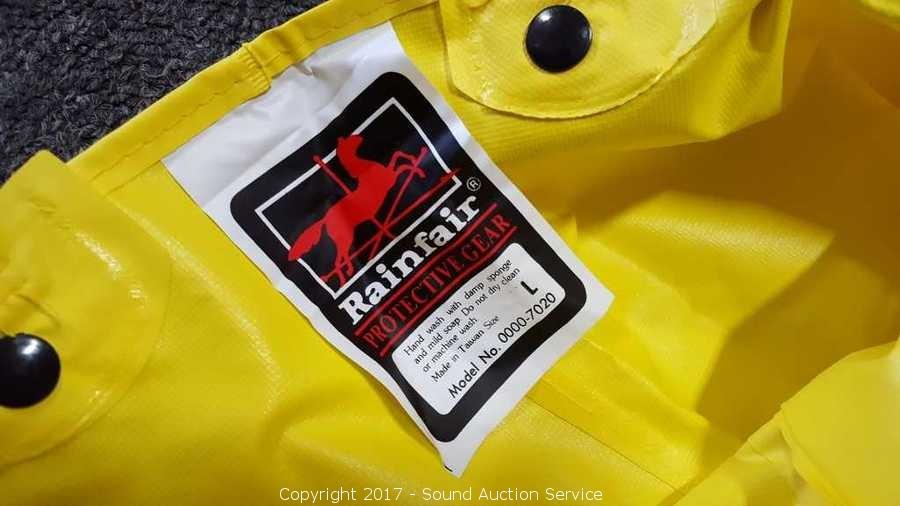 Rainfair ®
PROTECTIVE GEAR
Hand wash with damp sponge
and mild soap. Do not dry clean
or machine wash.
Made in Taiwan Size L
Model No. 0000-7020
Copyright 2017 - Sound Auction Service